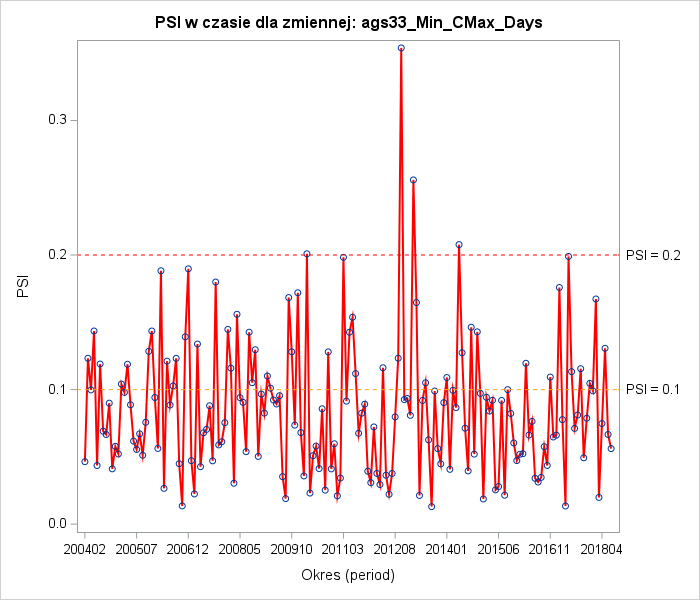 PSI w czasie dla zmiennej: ags33_Min_CMax_Days
0.3
0.2
0.1
0.0
PSI
PSI = 0.2
PSI = 0.1
200402 200507 200612 200805 200910 201103 201208 201401 201506 201611 201804
Okres (period)